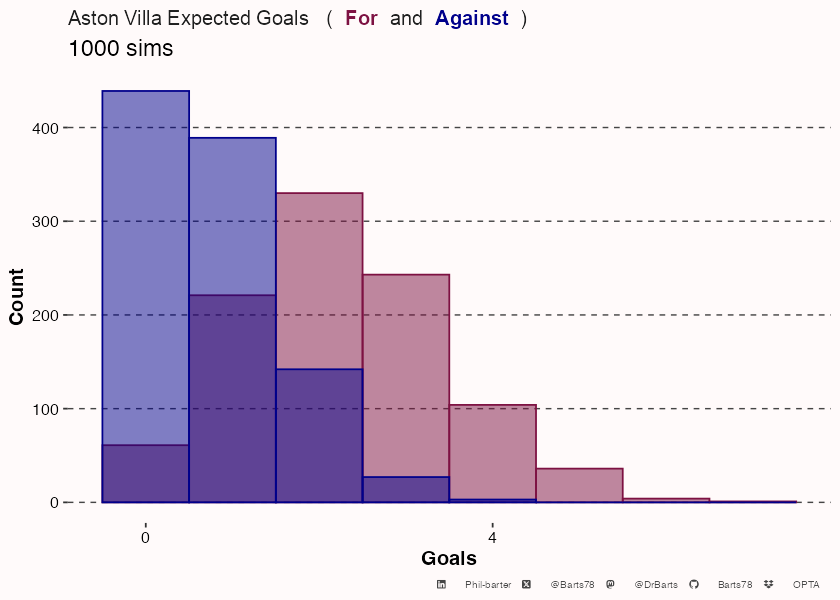 Aston Villa Expected Goals ( For and Against )
1000 sims
Count
400
300
200
100
0
0 4
Goals
Phil-barter @Barts78 @DrBarts Barts78 OPTA